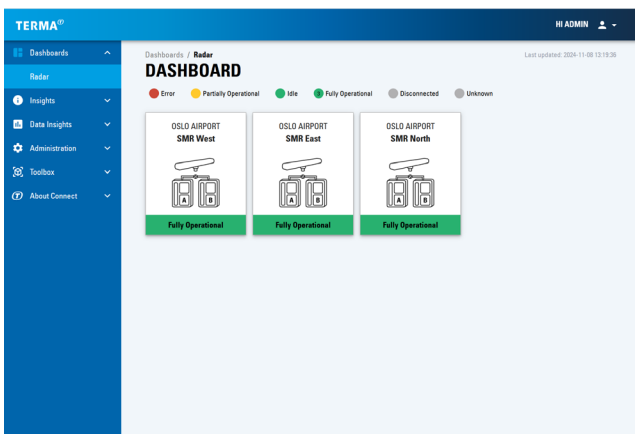 TERMA®
HI ADMIN
Dashboards
Radar
Insights
Data Insights
Administration
Toolbox
About Connect
Dashboards / Radar
Last updated: 2024-11-08 13:19:36
DASHBOARD
Error
Partially Operational
Idle
3 Fully Operational
Disconnected
Unknown
OSLO AIRPORT
SMR West
A B
Fully Operational
OSLO AIRPORT
SMR East
A B
Fully Operational
OSLO AIRPORT
SMR North
A B
Fully Operational